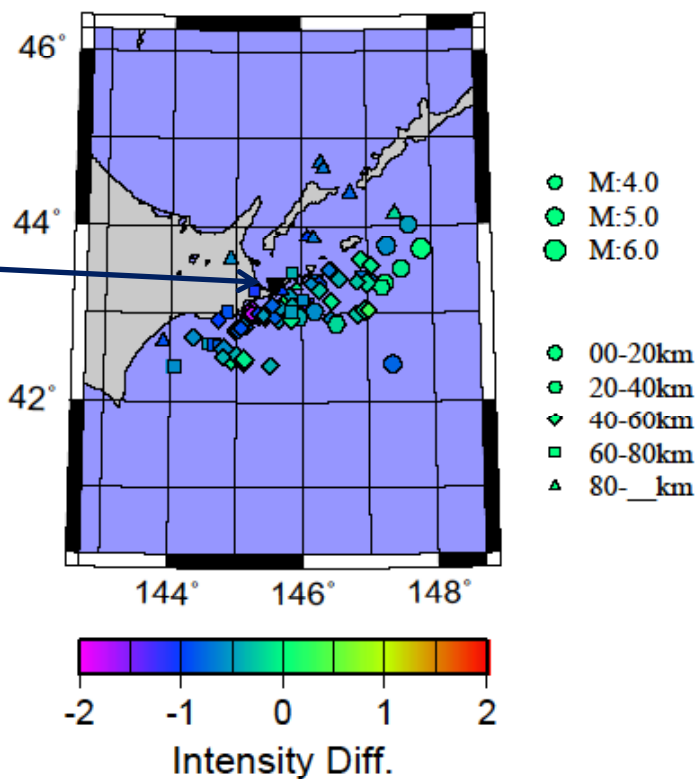 46°
44°
42°
144° 146° 148°
M:4.0
M:5.0
M:6.0
00-20km
20-40km
40-60km
60-80km
80-__km
-2 -1 0 1 2
Intensity Diff.